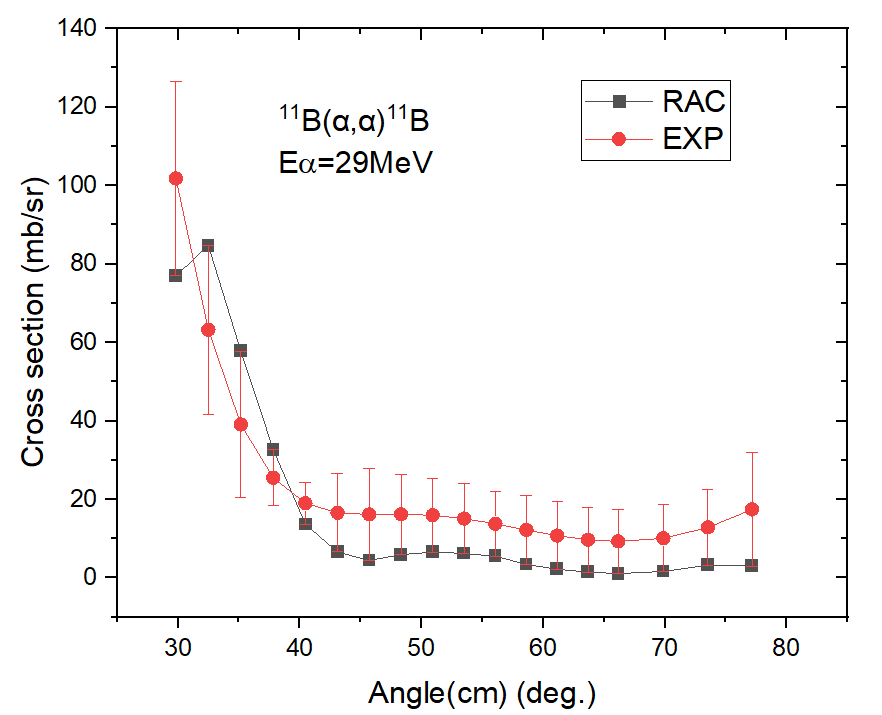 140
120
100
80
60
40
20
0
Cross section (mb/sr)
¹¹B(α,α)¹¹B
Eα=29MeV
RAC
EXP
30 40 50 60 70 80
Angle(cm) (deg.)